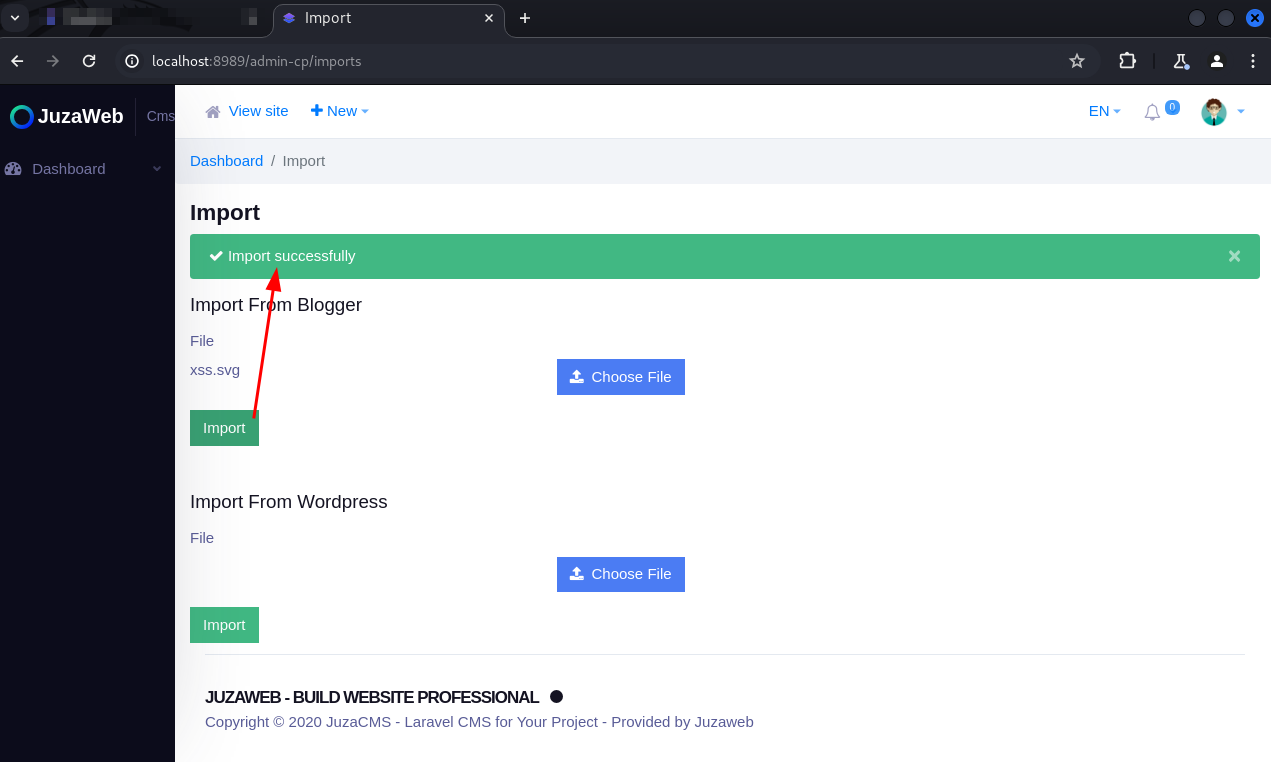 Import
localhost:8989/admin-cp/imports
JuzaWeb Cms
View site New EN 0
Dashboard
Dashboard / Import
Import
Import successfully
Import From Blogger
File
xss.svg Choose File
Import
Import From Wordpress
File
Choose File
Import
JUZAWEB - BUILD WEBSITE PROFESSIONAL
Copyright © 2020 JuzaCMS - Laravel CMS for Your Project - Provided by Juzaweb